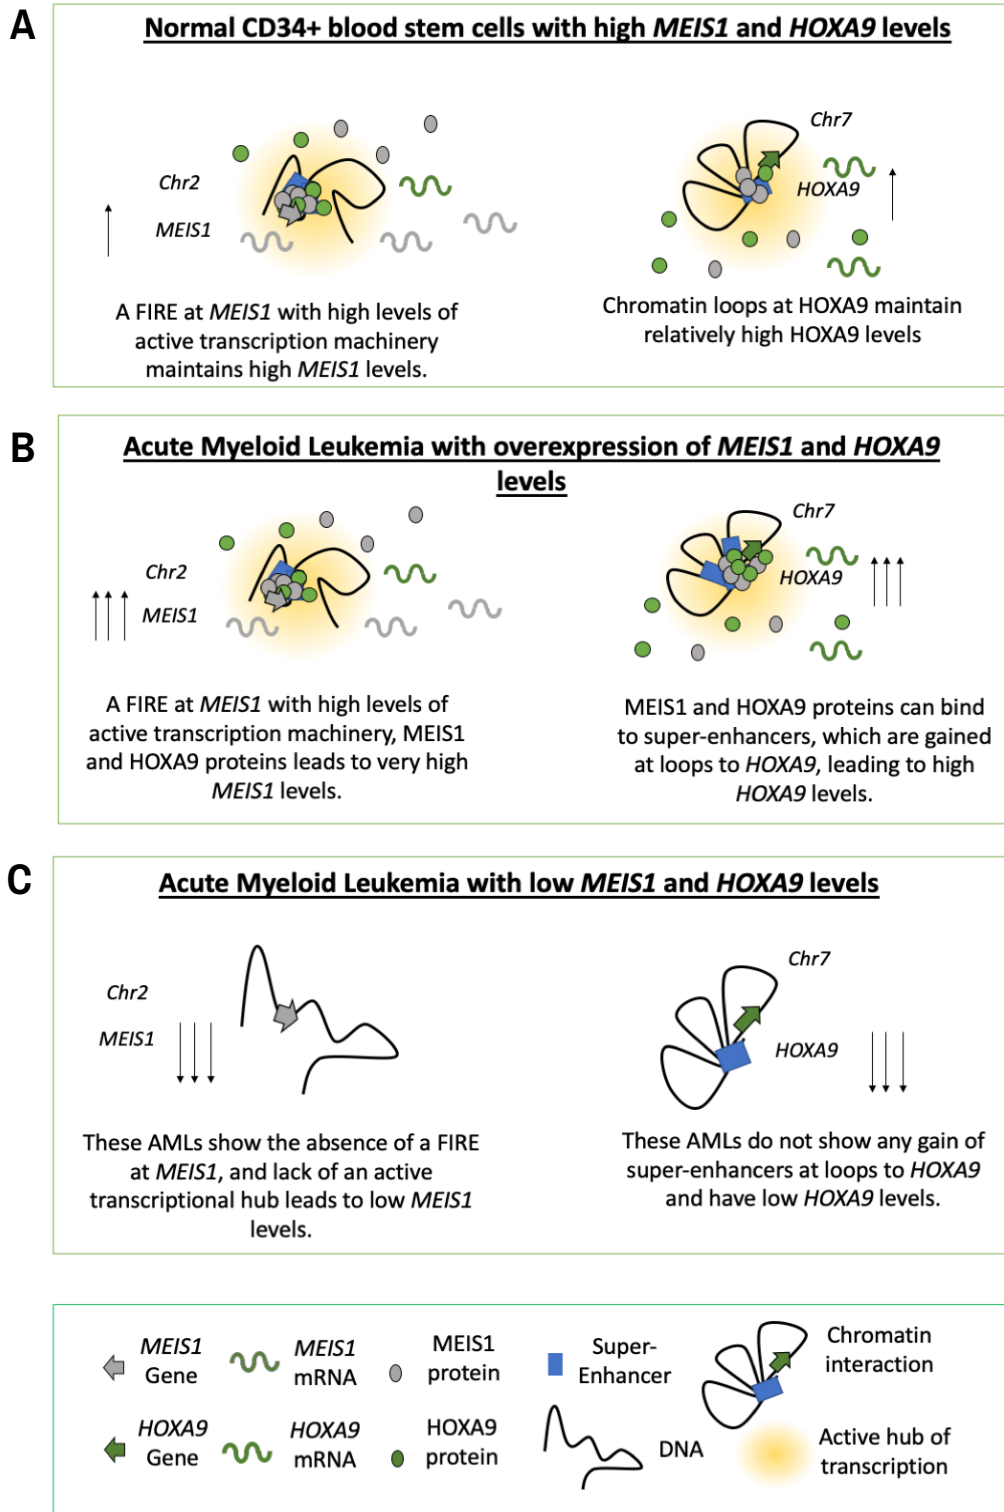 A
Normal CD34+ blood stem cells with high MEIS1 and HOXA9 levels
Chr2
MEIS1
Chr7
HOXA9
A FIRE at MEIS1 with high levels of
active transcription machinery
maintains high MEIS1 levels.
Chromatin loops at HOXA9 maintain
relatively high HOXA9 levels
B
Acute Myeloid Leukemia with overexpression of MEIS1 and HOXA9
levels
Chr2
MEIS1
Chr7
HOXA9
A FIRE at MEIS1 with high levels of
active transcription machinery, MEIS1
and HOXA9 proteins leads to very high
MEIS1 levels.
MEIS1 and HOXA9 proteins can bind
to super-enhancers, which are gained
at loops to HOXA9, leading to high
HOXA9 levels.
C
Acute Myeloid Leukemia with low MEIS1 and HOXA9 levels
Chr2
MEIS1
Chr7
HOXA9
These AMLs show the absence of a FIRE
at MEIS1, and lack of an active
transcriptional hub leads to low MEIS1
levels.
These AMLs do not show any gain of
super-enhancers at loops to HOXA9
and have low HOXA9 levels.
MEIS1
Gene
MEIS1
mRNA
MEIS1
protein
Super-
Enhancer
Chromatin
interaction
HOXA9
Gene
HOXA9
mRNA
HOXA9
protein
DNA
Active hub of
transcription